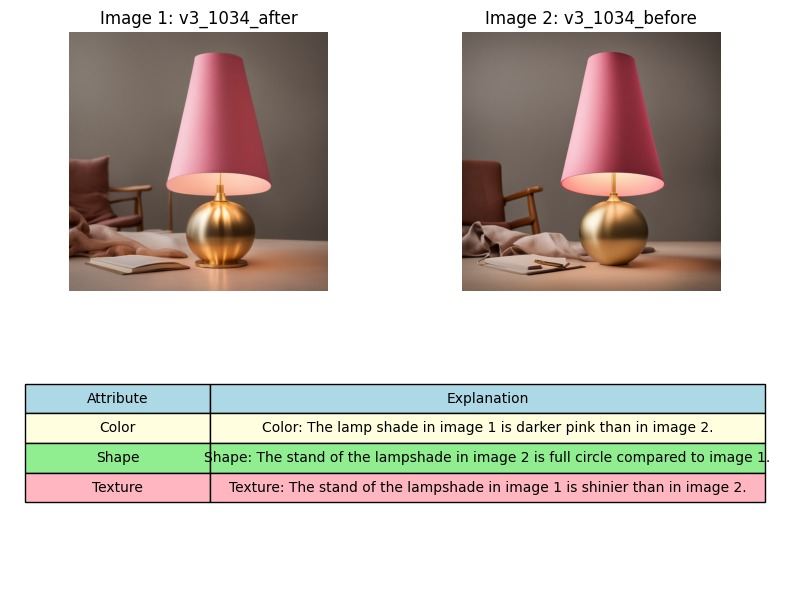 Image 1: v3_1034_after
Image 2: v3_1034_before
Attribute
Explanation
Color
Color: The lamp shade in image 1 is darker pink than in image 2.
Shape
Shape: The stand of the lampshade in image 2 is full circle compared to image 1.
Texture
Texture: The stand of the lampshade in image 1 is shinier than in image 2.